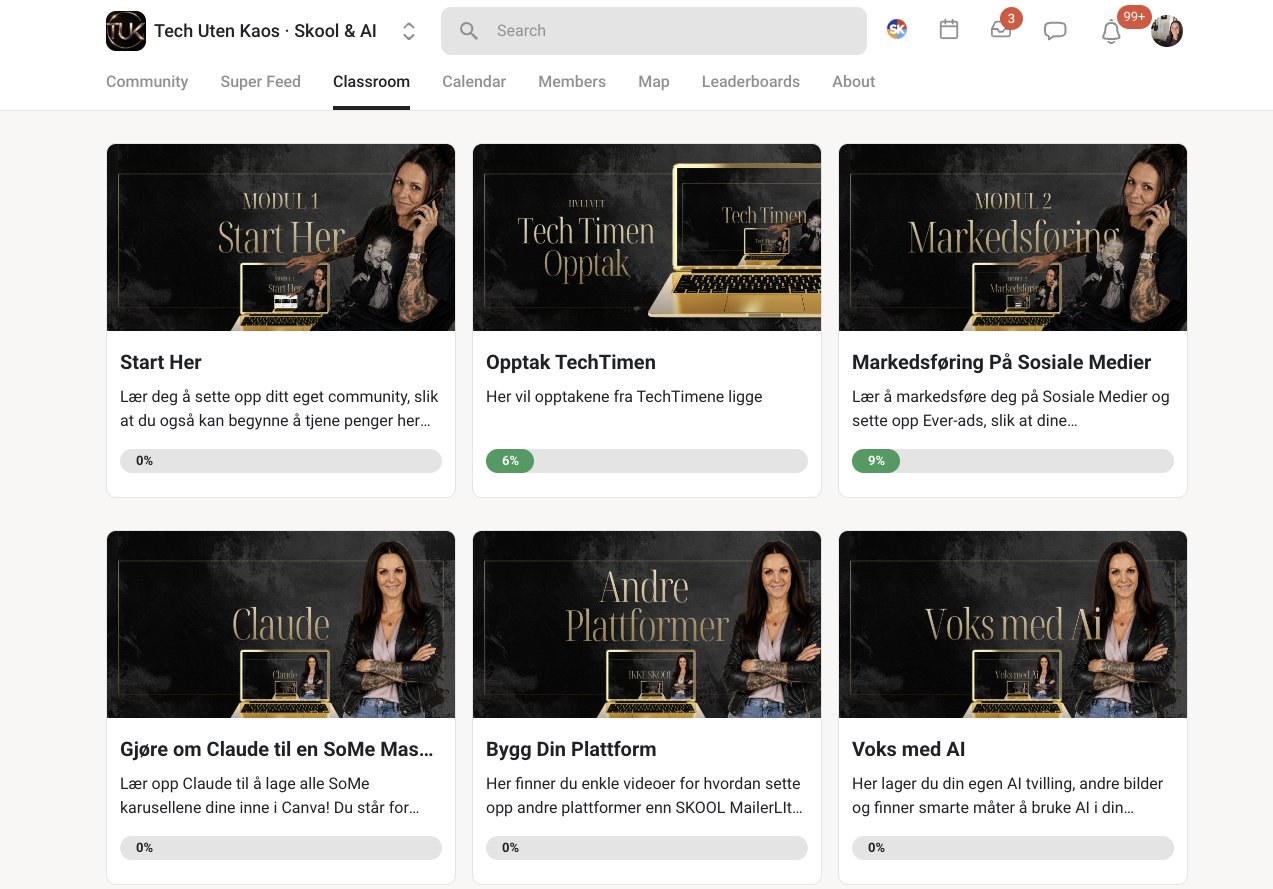 TUK
Tech Uten Kaos · Skool & AI
Search
sk
3
99+
Community
Super Feed
Classroom
Calendar
Members
Map
Leaderboards
About
MODUL 1
Start Her
Start Her
Tech Timen
Opptak
Tech Timen
MODUL 2
Markedsføring
MODUL 2
Markedsføring
Start Her
Lær deg å sette opp ditt eget community, slik
at du også kan begynne å tjene penger her…
0%
Opptak TechTimen
Her vil opptakene fra TechTimene ligge
6%
Markedsføring På Sosiale Medier
Lær å markedsføre deg på Sosiale Medier og
sette opp Ever-ads, slik at dine…
9%
Claude
Claude
Andre
Plattformer
IKKE SKOOL
Voks med Ai
Voks med Ai
Gjøre om Claude til en SoMe Mas…
Lær opp Claude til å lage alle SoMe
karusellene dine inne i Canva! Du står for…
0%
Bygg Din Plattform
Her finner du enkle videoer for hvordan sette
opp andre plattformer enn SKOOL MailerLIt…
0%
Voks med AI
Her lager du din egen AI tvilling, andre bilder
og finner smarte måter å bruke AI i din…
0%